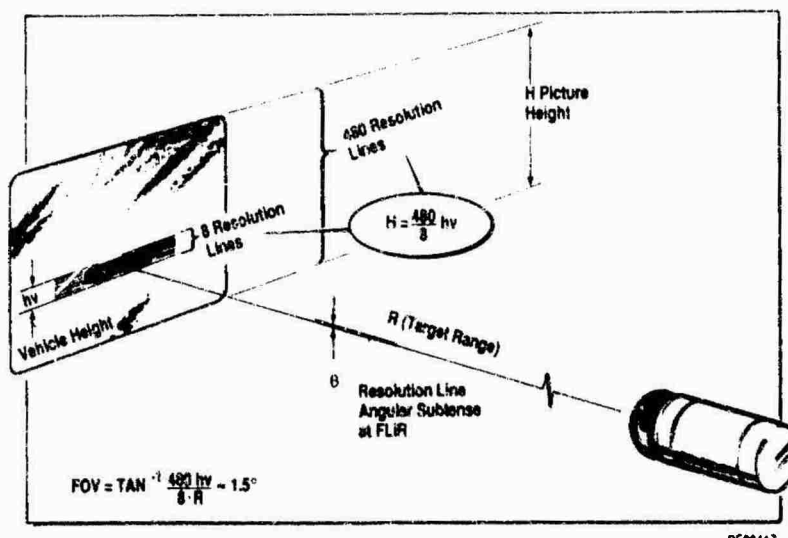 H Picture
Height
480 Resolution
Lines
8 Resolution
Lines
H = 480/8 hv
hv
Vehicle Height
R (Target Range)
θ
Resolution Line
Angular Subtense
at FLIR
FOV = TAN -1 480 hv/8 · R ~ 1.5°